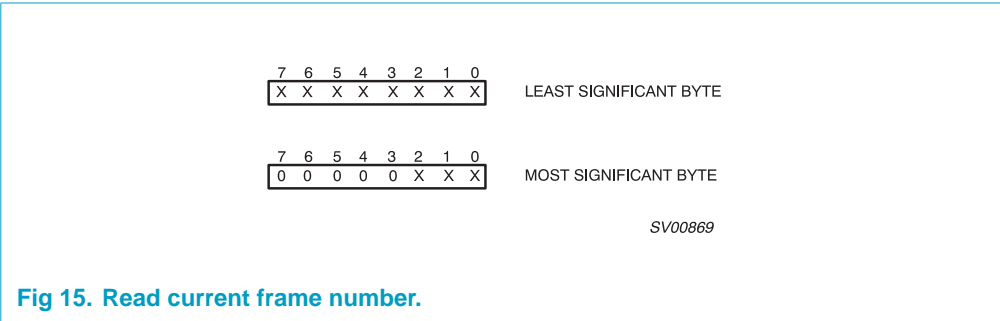 7 6 5 4 3 2 1 0
X X X X X X X X LEAST SIGNIFICANT BYTE
7 6 5 4 3 2 1 0
0 0 0 0 0 X X X MOST SIGNIFICANT BYTE
SV00869
Fig 15. Read current frame number.